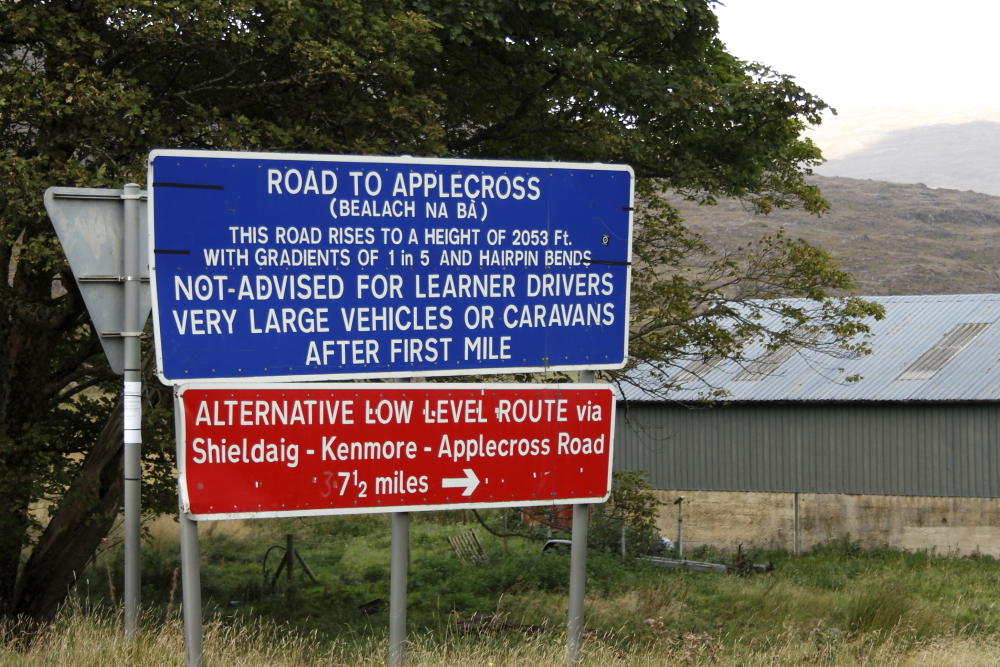 ROAD TO APPLECROSS
(BEALACH NA BÀ)
THIS ROAD RISES TO A HEIGHT OF 2053 Ft.
WITH GRADIENTS OF 1 in 5 AND HAIRPIN BENDS
NOT-ADVISED FOR LEARNER DRIVERS
VERY LARGE VEHICLES OR CARAVANS
AFTER FIRST MILE
ALTERNATIVE LOW LEVEL ROUTE via
Shieldaig - Kenmore - Applecross Road
7½ miles →